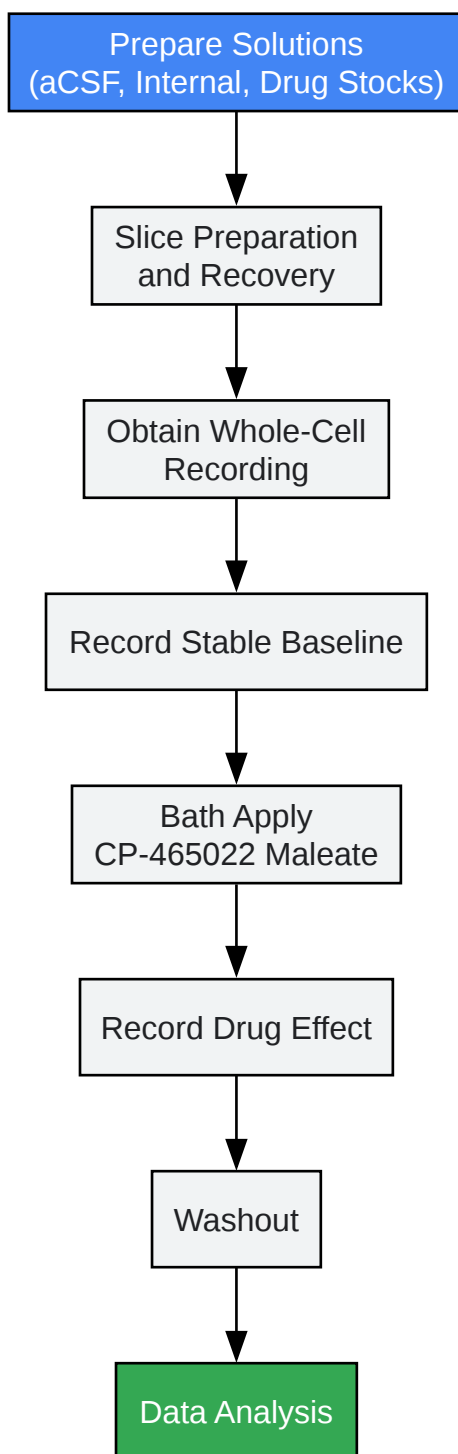 Prepare Solutions
(aCSF, Internal, Drug Stocks)
Slice Preparation
and Recovery
Obtain Whole-Cell
Recording
Record Stable Baseline
Bath Apply
CP-465022 Maleate
Record Drug Effect
Washout
Data Analysis